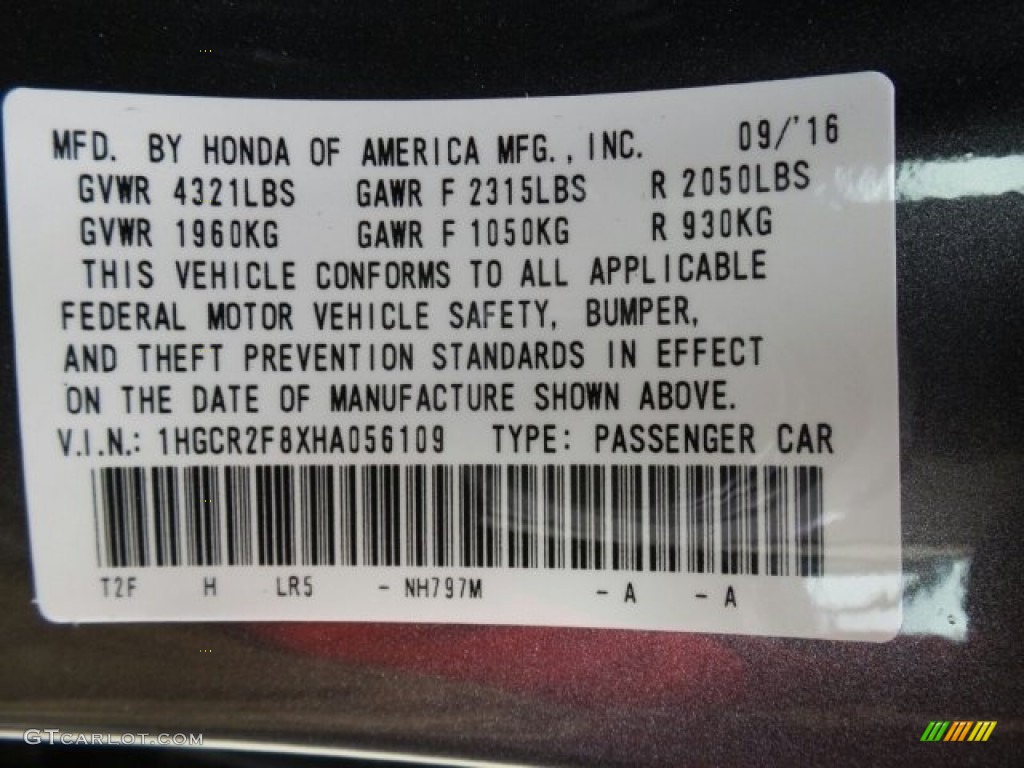 MFD. BY HONDA OF AMERICA MFG., INC. 09/'16
GVWR 4321LBS GAWR F 2315LBS R 2050LBS
GVWR 1960KG GAWR F 1050KG R 930KG
THIS VEHICLE CONFORMS TO ALL APPLICABLE
FEDERAL MOTOR VEHICLE SAFETY, BUMPER,
AND THEFT PREVENTION STANDARDS IN EFFECT
ON THE DATE OF MANUFACTURE SHOWN ABOVE.
V.I.N.: 1HGCR2F8XHA056109 TYPE: PASSENGER CAR
T2F H LR5 - NH797M - A - A
GTCARLOT.COM